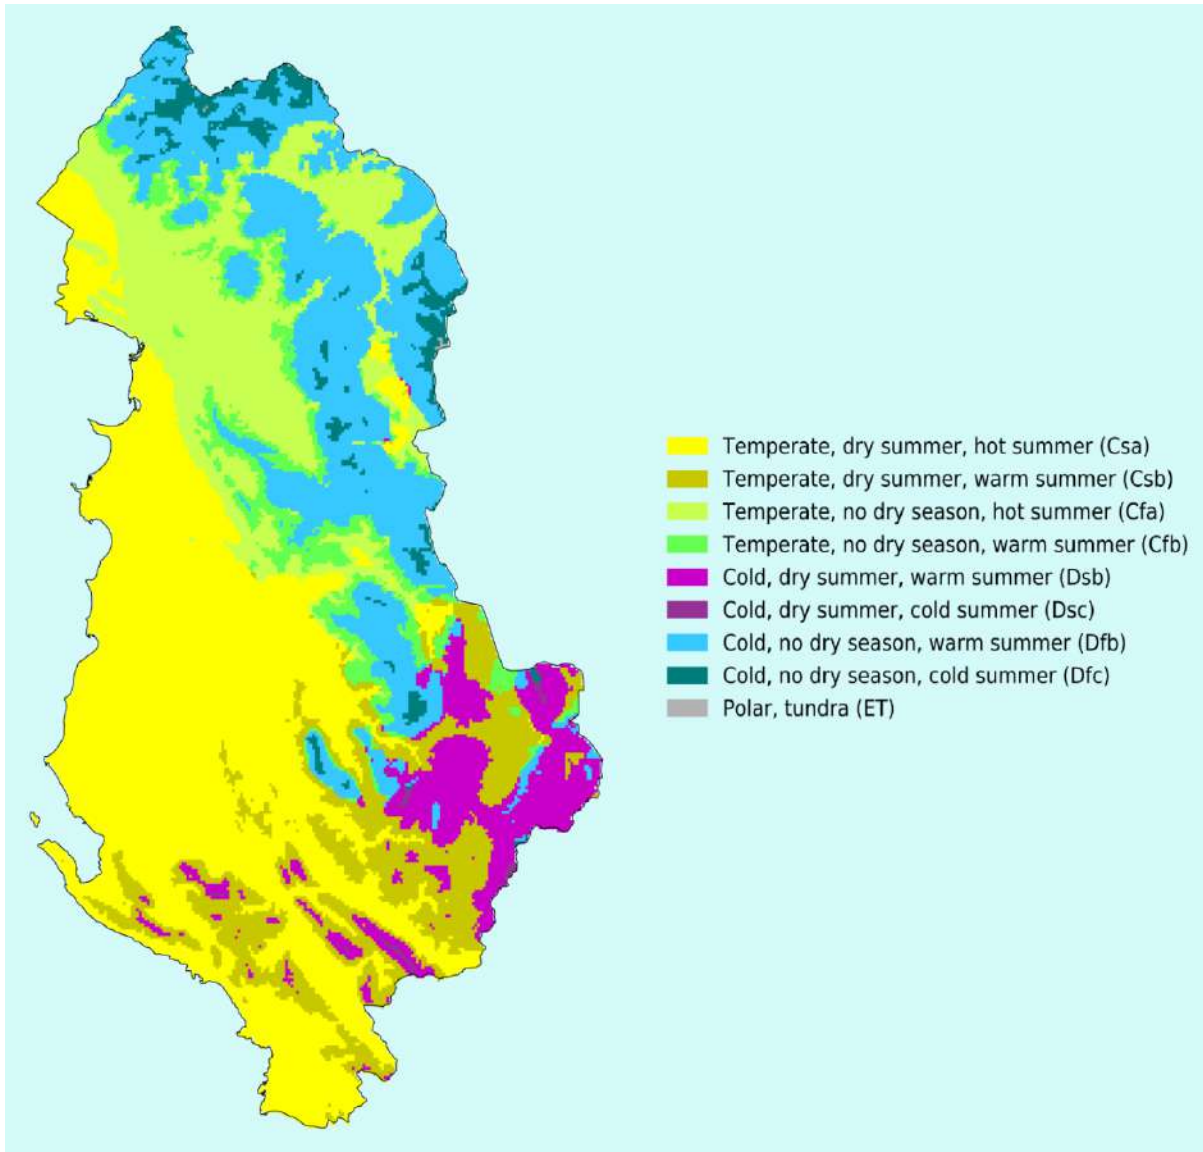 Temperate, dry summer, hot summer (Csa)
Temperate, dry summer, warm summer (Csb)
Temperate, no dry season, hot summer (Cfa)
Temperate, no dry season, warm summer (Cfb)
Cold, dry summer, warm summer (Dsb)
Cold, dry summer, cold summer (Dsc)
Cold, no dry season, warm summer (Dfb)
Cold, no dry season, cold summer (Dfc)
Polar, tundra (ET)